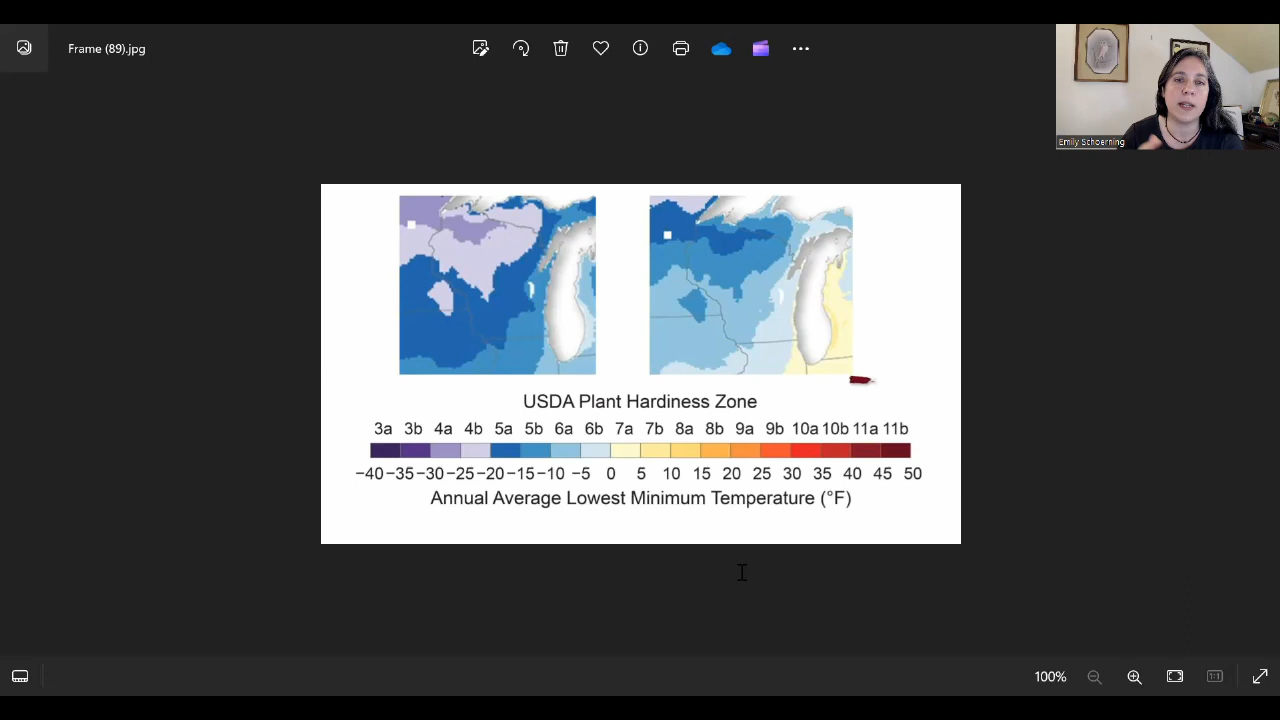 Frame (89).jpg
Emily Schoerning
USDA Plant Hardiness Zone
3a 3b 4a 4b 5a 5b 6a 6b 7a 7b 8a 8b 9a 9b 10a 10b 11a 11b
−40 −35 −30 −25 −20 −15 −10 −5 0 5 10 15 20 25 30 35 40 45 50
Annual Average Lowest Minimum Temperature (°F)
100% 1:1